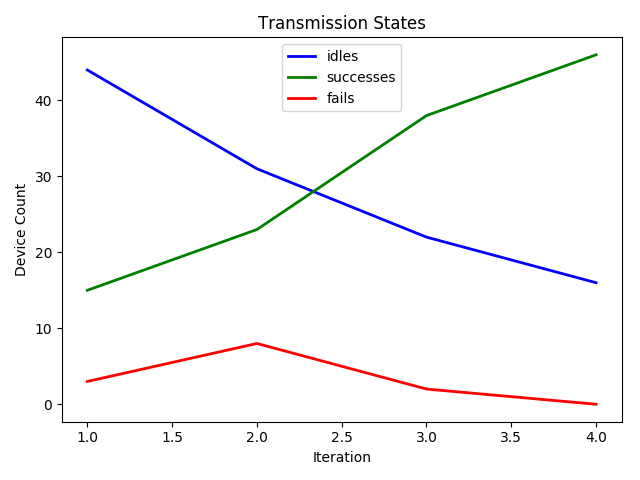 Transmission States
idles
successes
fails
Device Count
40
30
20
10
0
1.0 1.5 2.0 2.5 3.0 3.5 4.0
Iteration